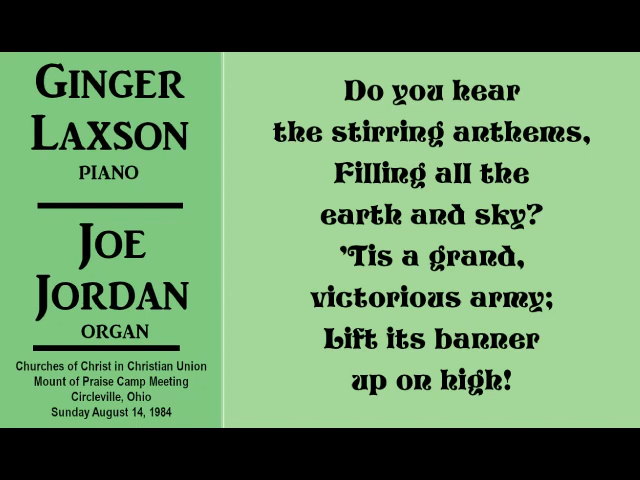 GINGER
LAXSON
PIANO
JOE
JORDAN
ORGAN
Churches of Christ in Christian Union
Mount of Praise Camp Meeting
Circleville, Ohio
Sunday August 14, 1984
Do you hear
the stirring anthems,
Filling all the
earth and sky?
'Tis a grand,
victorious army;
Lift its banner
up on high!